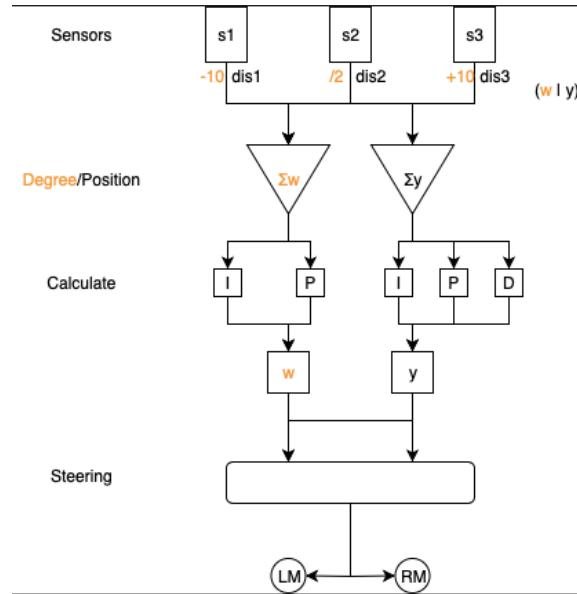 Sensors s1 s2 s3
-10 dis1 /2 dis2 +10 dis3
(w | y)
Degree/Position Σw Σy
Calculate I P I P D
w y
Steering
LM RM